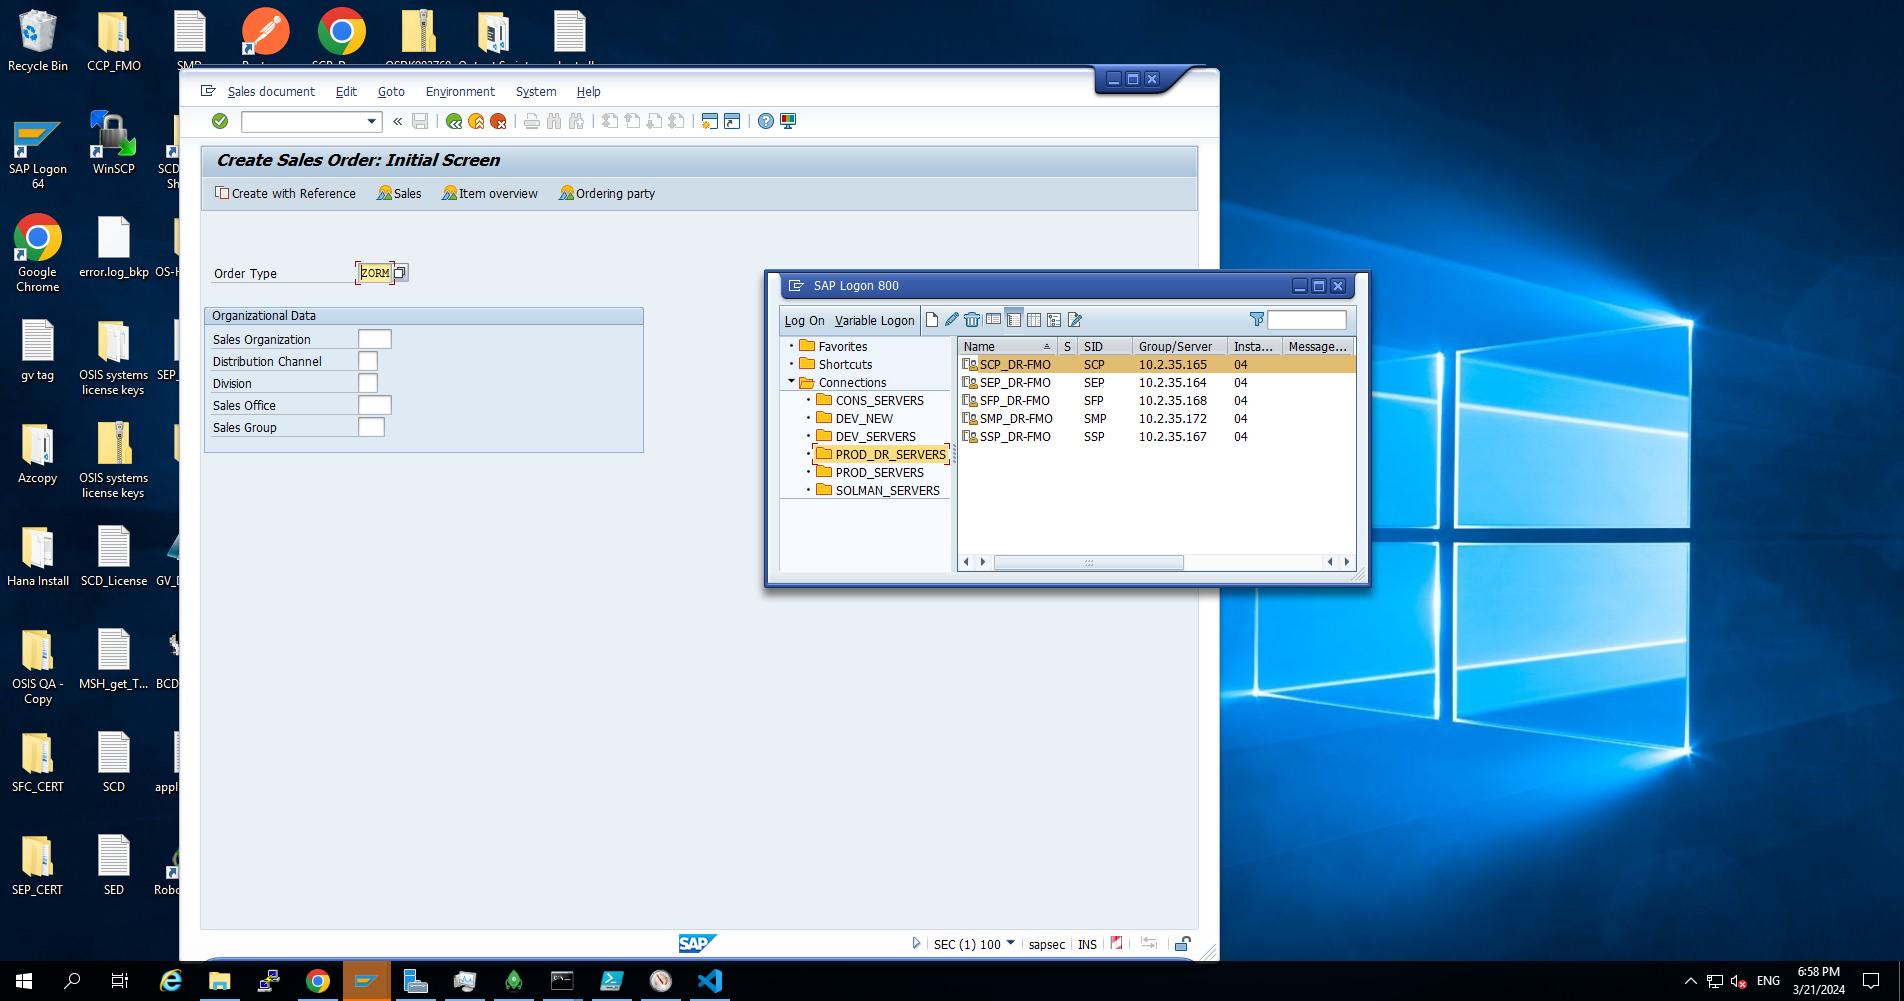 Recycle Bin
CCP_FMO
SAP Logon
64
WinSCP
SCD
Sh
Google
Chrome
error.log_bkp
OS-H
gv tag
OSIS systems
license keys
SEP_
Azcopy
OSIS systems
license keys
Hana Install
SCD_License
GV_D
OSIS QA -
Copy
MSH_get_T...
BCD
SFC_CERT
SCD
appl
SEP_CERT
SED
Robo
Sales document Edit Goto Environment System Help
Create Sales Order: Initial Screen
Create with Reference Sales Item overview Ordering party
Order Type ZORM
Organizational Data
Sales Organization
Distribution Channel
Division
Sales Office
Sales Group
SAP Logon 800
Log On Variable Logon
Favorites
Shortcuts
Connections
CONS_SERVERS
DEV_NEW
DEV_SERVERS
PROD_DR_SERVERS
PROD_SERVERS
SOLMAN_SERVERS
Name S SID Group/Server Insta... Message...
SCP_DR-FMO SCP 10.2.35.165 04
SEP_DR-FMO SEP 10.2.35.164 04
SFP_DR-FMO SFP 10.2.35.168 04
SMP_DR-FMO SMP 10.2.35.172 04
SSP_DR-FMO SSP 10.2.35.167 04
SAP
SEC (1) 100 sapsec INS
ENG
6:58 PM
3/21/2024